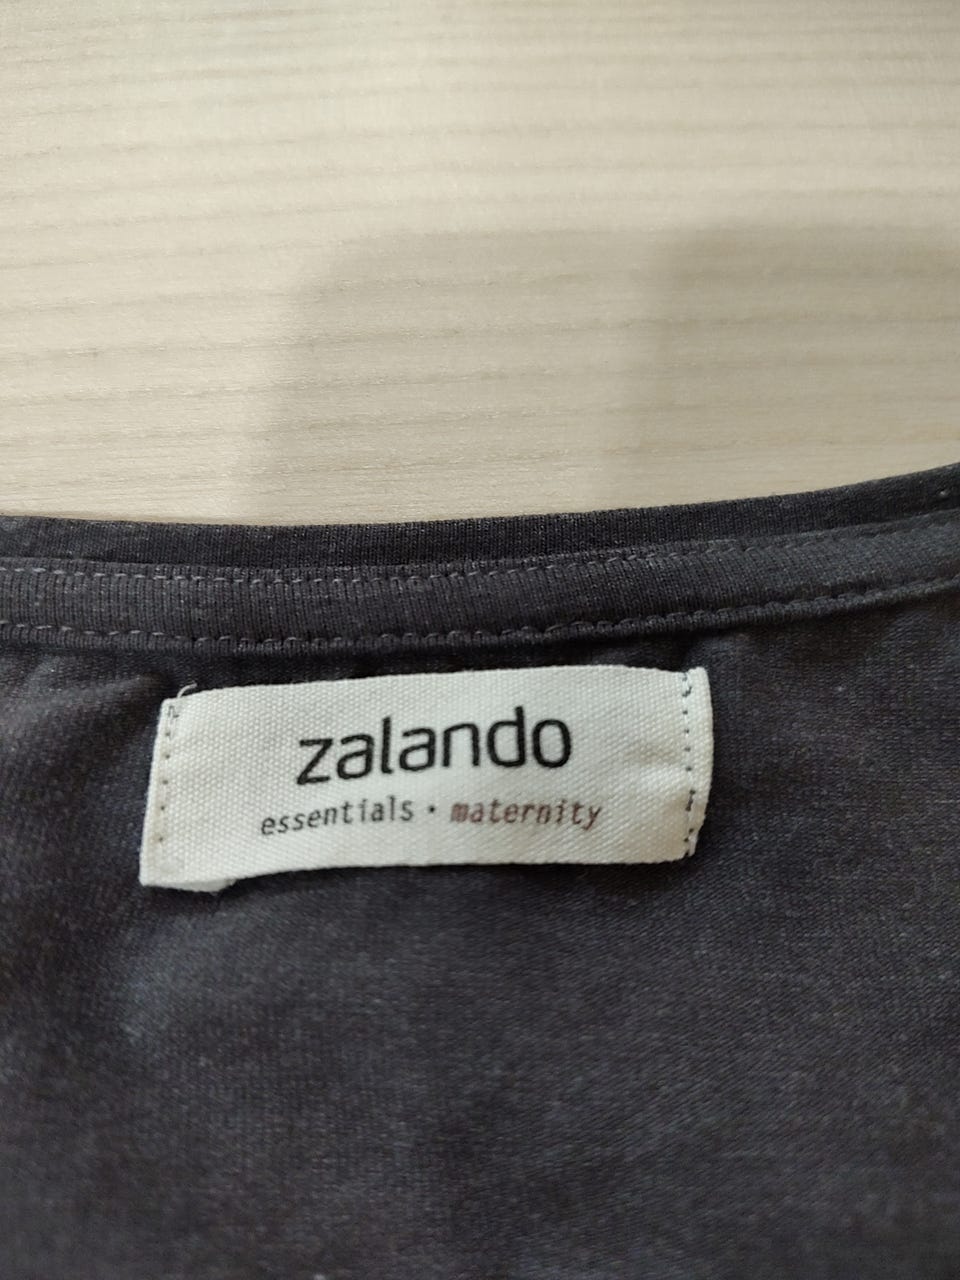 zalando
essentials • maternity